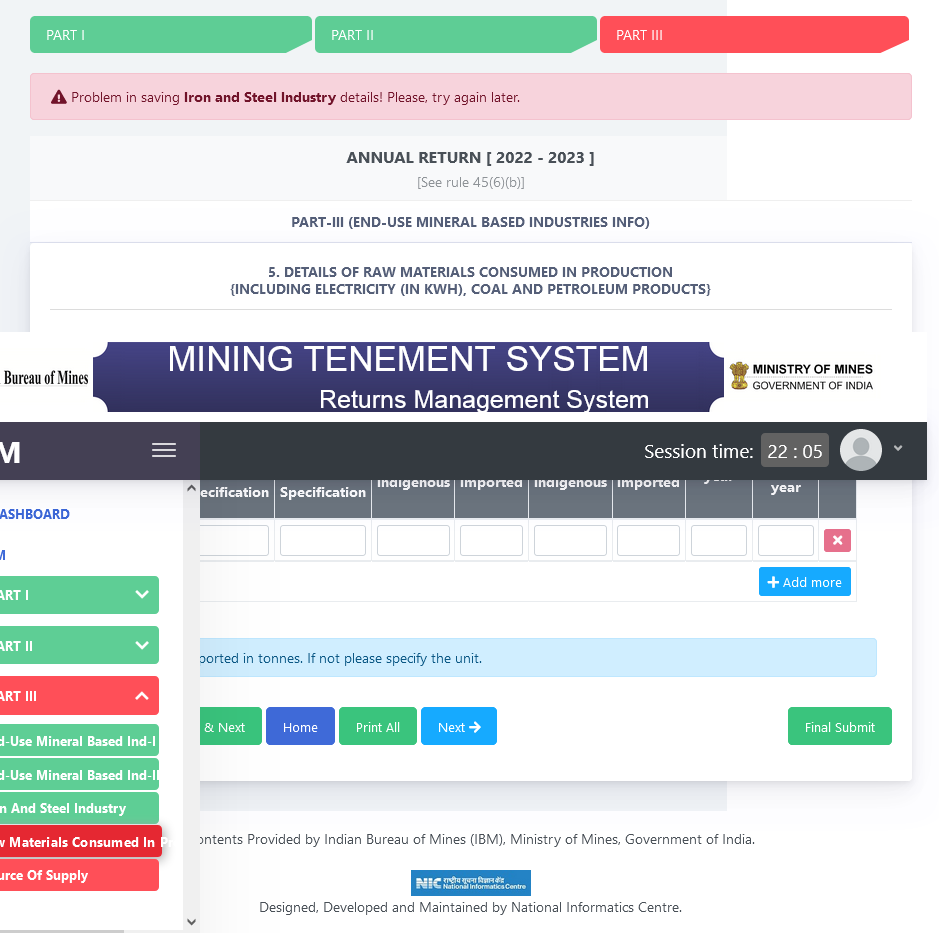 PART I
PART II
PART III
Problem in saving Iron and Steel Industry details! Please, try again later.
ANNUAL RETURN [ 2022 - 2023 ]
[See rule 45(6)(b)]
PART-III (END-USE MINERAL BASED INDUSTRIES INFO)
5. DETAILS OF RAW MATERIALS CONSUMED IN PRODUCTION
{INCLUDING ELECTRICITY (IN KWH), COAL AND PETROLEUM PRODUCTS}
Bureau of Mines
MINING TENEMENT SYSTEM
Returns Management System
MINISTRY OF MINES
GOVERNMENT OF INDIA
M
Session time: 22 : 05
ecification Specification Indigenous Imported Indigenous Imported year year
ASHBOARD
M
ART I
ART II
ART III
d-Use Mineral Based Ind-I
d-Use Mineral Based Ind-II
n And Steel Industry
w Materials Consumed In P
urce Of Supply
Add more
ported in tonnes. If not please specify the unit.
& Next
Home
Print All
Next
Final Submit
ontents Provided by Indian Bureau of Mines (IBM), Ministry of Mines, Government of India.
NIC राष्ट्रीय सूचना विज्ञान केंद्र
National Informatics Centre
Designed, Developed and Maintained by National Informatics Centre.